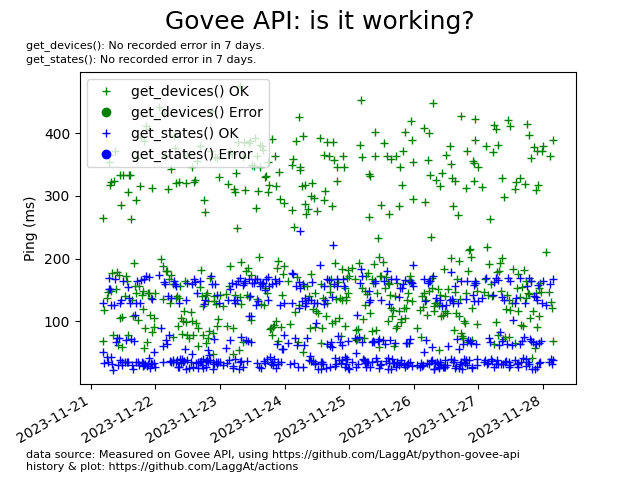 Govee API: is it working?
get_devices(): No recorded error in 7 days.
get_states(): No recorded error in 7 days.
get_devices() OK
get_devices() Error
get_states() OK
get_states() Error
400
300
200
100
Ping (ms)
2023-11-21
2023-11-22
2023-11-23
2023-11-24
2023-11-25
2023-11-26
2023-11-27
2023-11-28
data source: Measured on Govee API, using https://github.com/LaggAt/python-govee-api
history & plot: https://github.com/LaggAt/actions